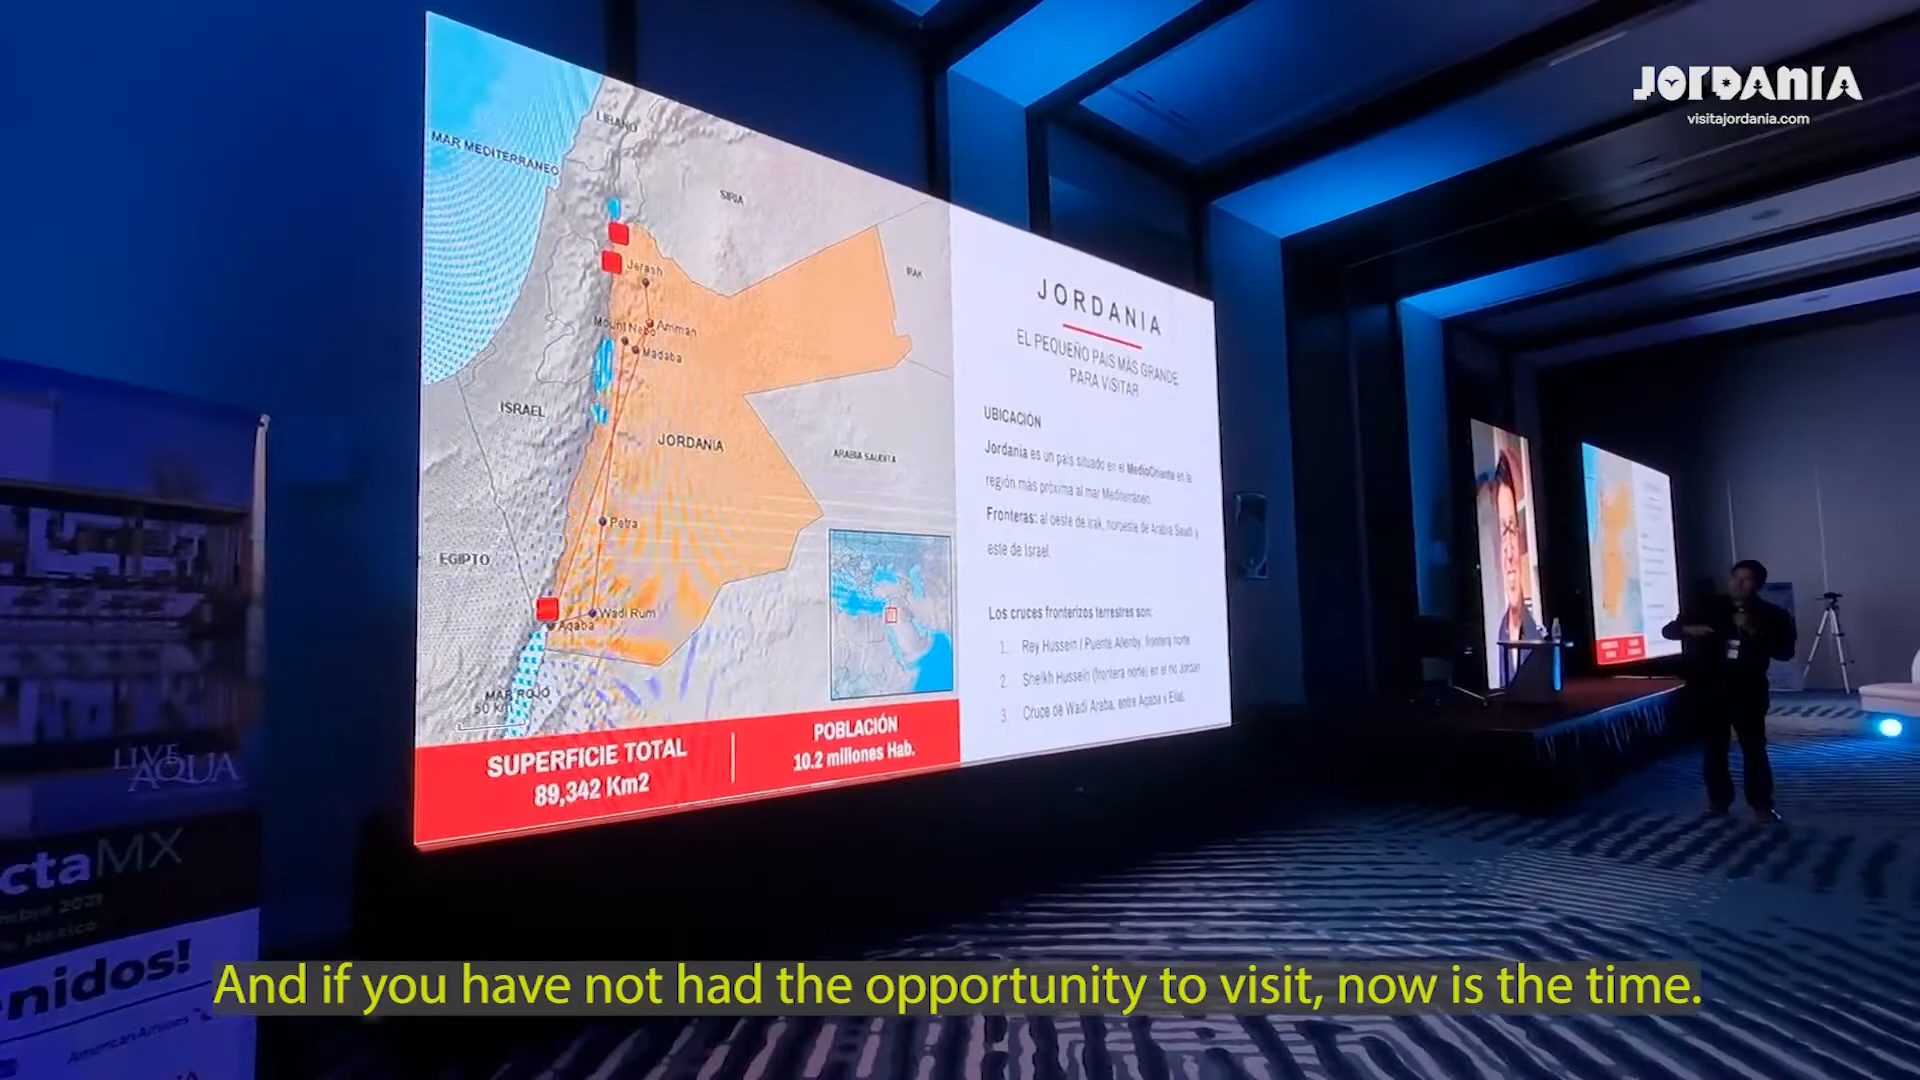 JORDANIA
visitajordania.com
LIBANO
MAR MEDITERRANEO
SIRIA
IRAK
Jerash
Mount Nebo
Amman
Madaba
ISRAEL
JORDANIA
ARABIA SAUDITA
Petra
EGIPTO
Wadi Rum
Aqaba
MAR ROJO
50 km
SUPERFICIE TOTAL
89,342 Km2
POBLACIÓN
10.2 millones Hab.
JORDANIA
EL PEQUEÑO PAIS MÁS GRANDE
PARA VISITAR
UBICACIÓN
Jordania es un país situado en el MedioOriente en la
región más próxima al mar Mediterráneo.
Fronteras: al oeste de Irak, noroeste de Arabia Saudí y
este de Israel.
Los cruces fronterizos terrestres son:
1. Rey Hussein / Puente Allenby, frontera norte
2. Sheikh Hussein (frontera norte) en el río Jordán
3. Cruce de Wadi Araba, entre Aqaba y Eilat.
LIVE
AQUA
ctaMX
mbre 2021
México
nidos!
American Airlines
And if you have not had the opportunity to visit, now is the time.